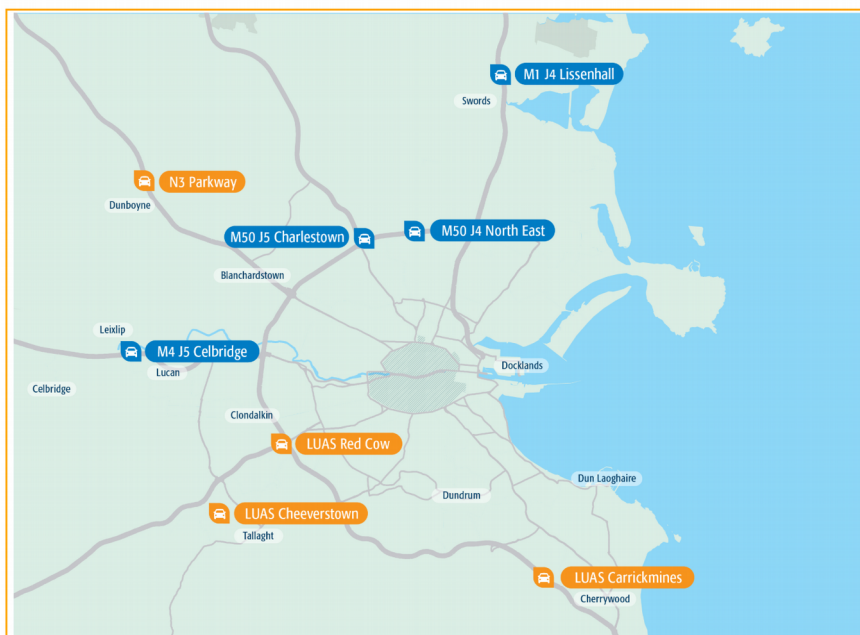 M1 J4 Lissenhall
Swords
N3 Parkway
Dunboyne
M50 J5 Charlestown
M50 J4 North East
Blanchardstown
Leixlip
M4 J5 Celbridge
Lucan
Docklands
Celbridge
Clondalkin
LUAS Red Cow
Dun Laoghaire
Dundrum
LUAS Cheeverstown
Tallaght
LUAS Carrickmines
Cherrywood